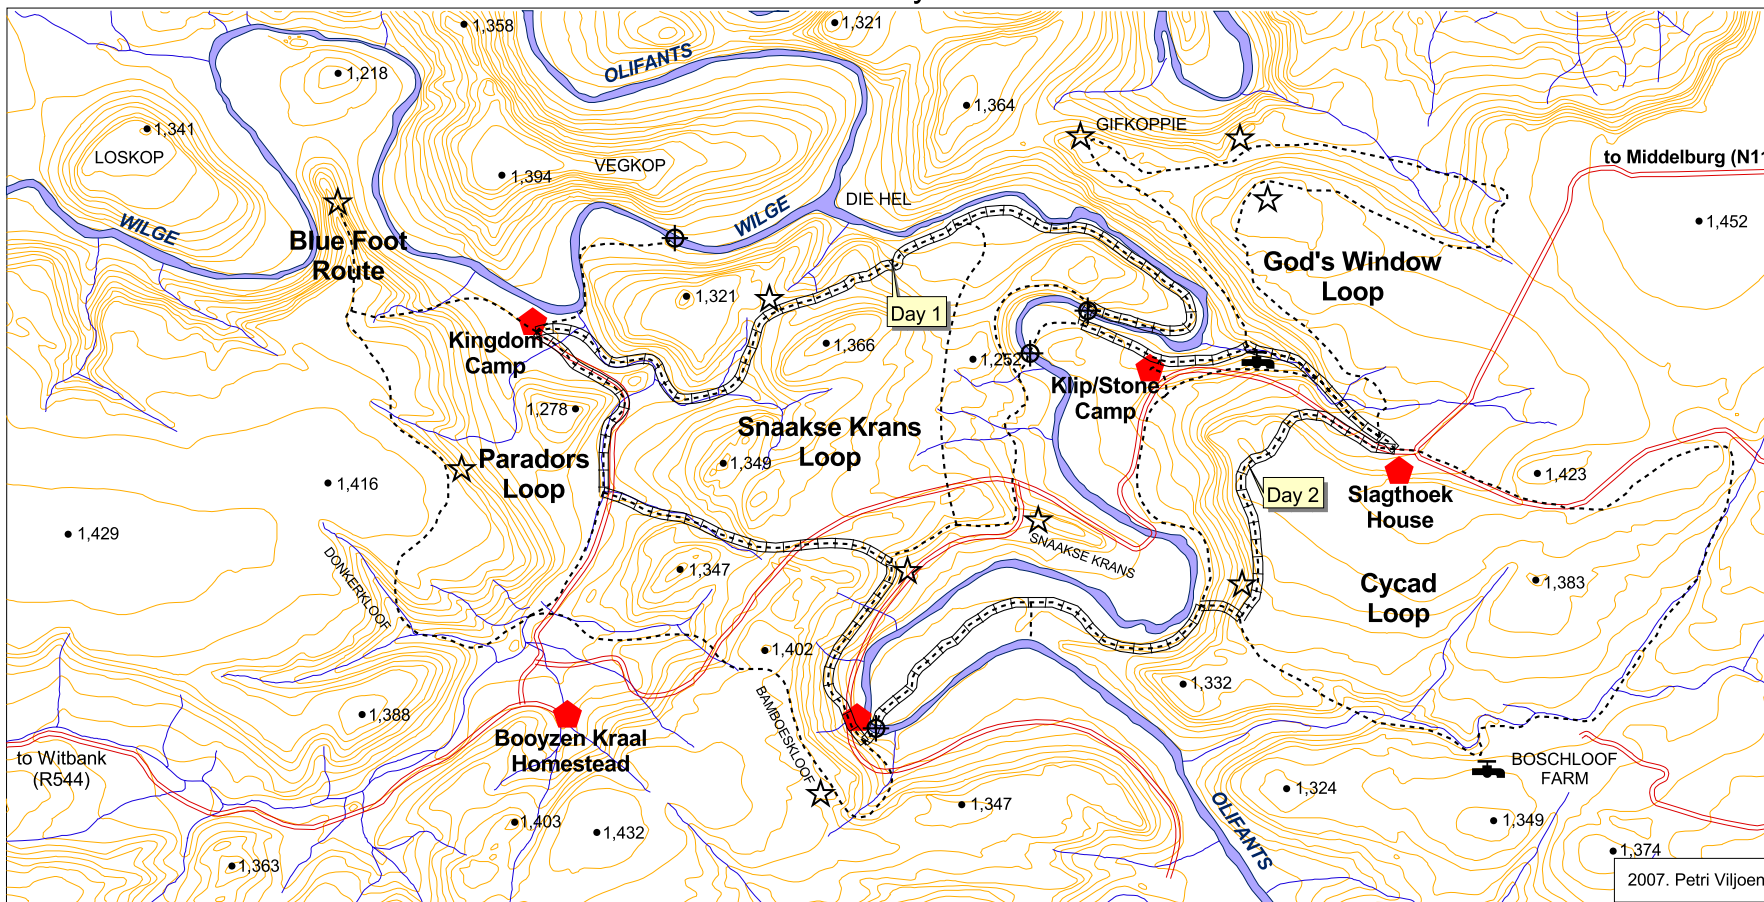 1,358
1,321
OLIFANTS
1,218
1,364
1,341
GIFKOPPIE
LOSKOP
VEGKOP
to Middelburg (N11
1,394
DIE HEL
WILGE
WILGE
1,452
Blue Foot
Route
God's Window
Loop
1,321
Day 1
Kingdom
Camp
1,366
1,252
Klip/Stone
Camp
1,278
Snaakse Krans
Loop
Paradors
Loop
1,349
1,416
1,423
Day 2
Slagthoek
House
1,429
SNAAKSE KRANS
DONKERKLOOF
1,347
Cycad
Loop
1,383
1,402
1,332
BAMBOESKLOOF
1,388
Booyzen Kraal
Homestead
to Witbank
(R544)
BOSCHLOOF
FARM
1,324
OLIFANTS
1,347
1,403
1,432
1,349
1,374
1,363
2007. Petri Viljoen